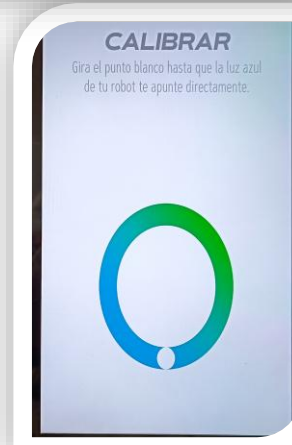 CALIBRAR
Gira el punto blanco hasta que la luz azul
de tu robot te apunte directamente.